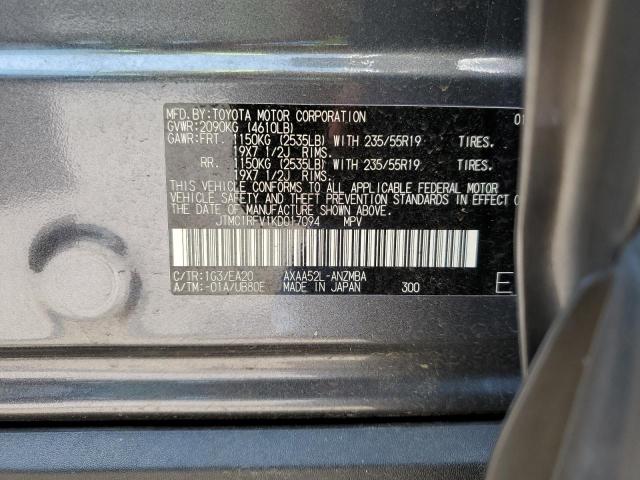 MFD. BY: TOYOTA MOTOR CORPORATION 01
GVWR: 2090KG (4610LB)
GAWR: FRT. 1150KG (2535LB) WITH 235/55R19 TIRES.
19X7 1/2J RIMS.
RR. 1150KG (2535LB) WITH 235/55R19 TIRES.
19X7 1/2J RIMS.
THIS VEHICLE CONFORMS TO ALL APPLICABLE FEDERAL MOTOR
VEHICLE SAFETY AND THEFT PREVENTION STANDARDS IN EFFECT O
THE DATE OF MANUFACTURE SHOWN ABOVE.
JTMC1RFV1KD017094 MPV
C/TR: 1G3/EA20 AXAA52L-ANZMBA
A/TM: -01A/UB80E MADE IN JAPAN 300 E